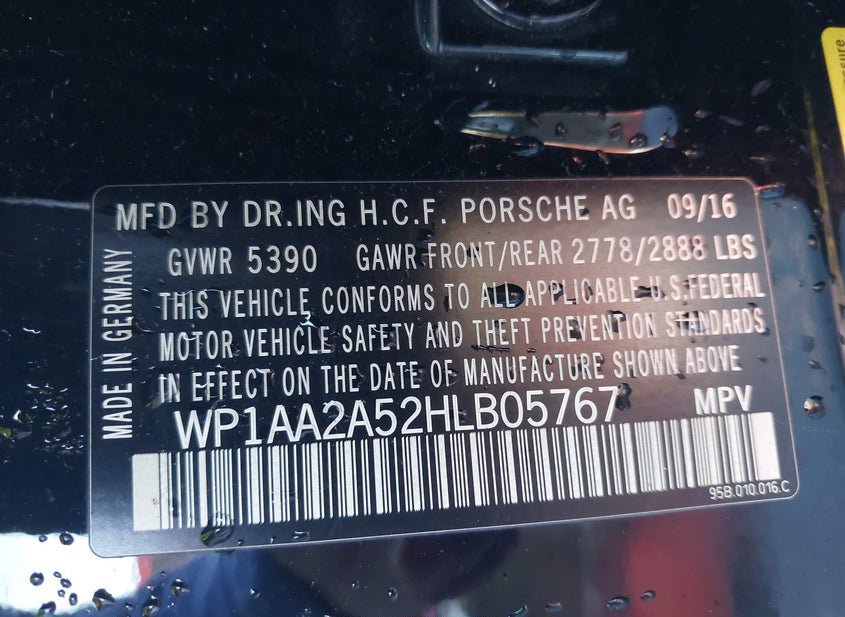 MFD BY DR.ING H.C.F. PORSCHE AG 09/16
GVWR 5390 GAWR FRONT/REAR 2778/2888 LBS
THIS VEHICLE CONFORMS TO ALL APPLICABLE U.S.FEDERAL
MOTOR VEHICLE SAFETY AND THEFT PREVENTION STANDARDS
IN EFFECT ON THE DATE OF MANUFACTURE SHOWN ABOVE
WP1AA2A52HLB05767 MPV
95B.010.016.C
MADE IN GERMANY